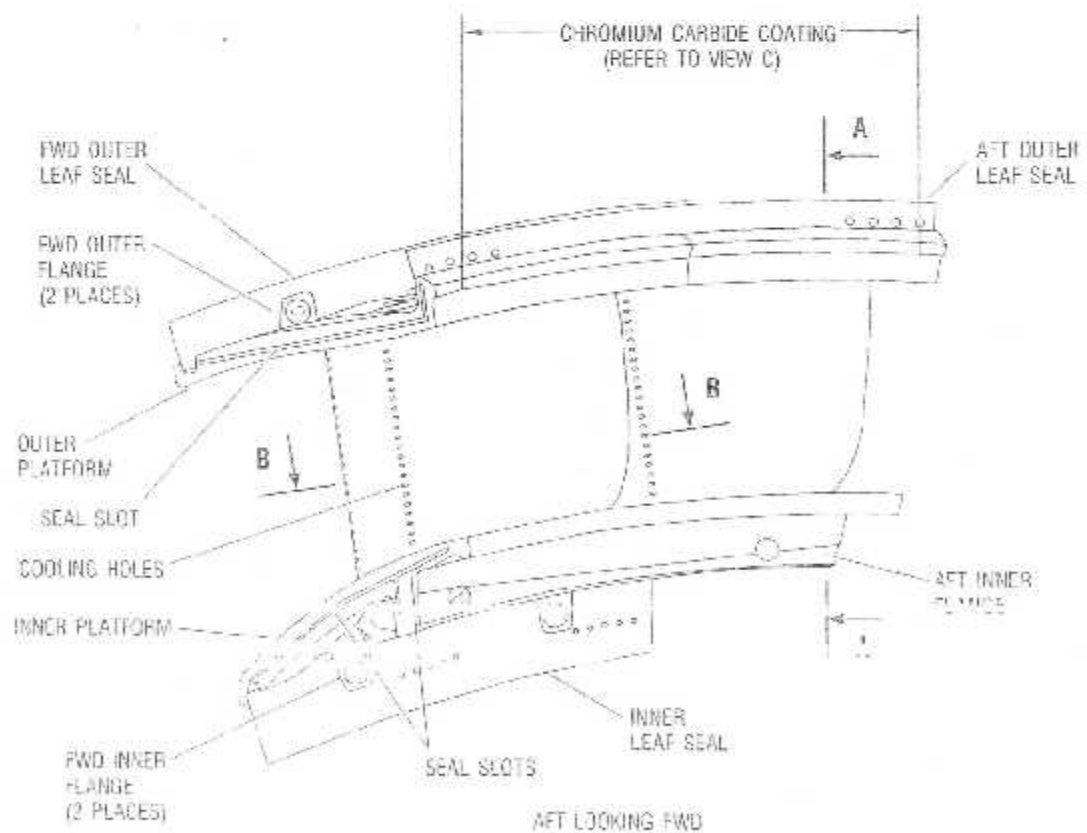 CHROMIUM CARBIDE COATING
(REFER TO VIEW C)
A
FWD OUTER
LEAF SEAL
AFT OUTER
LEAF SEAL
FWD OUTER
FLANGE
(2 PLACES)
B
OUTER
PLATFORM
B
SEAL SLOT
COOLING HOLES
AFT INNER
FLANGE
INNER PLATFORM
INNER
LEAF SEAL
FWD INNER
FLANGE
(2 PLACES)
SEAL SLOTS
AFT LOOKING FWD